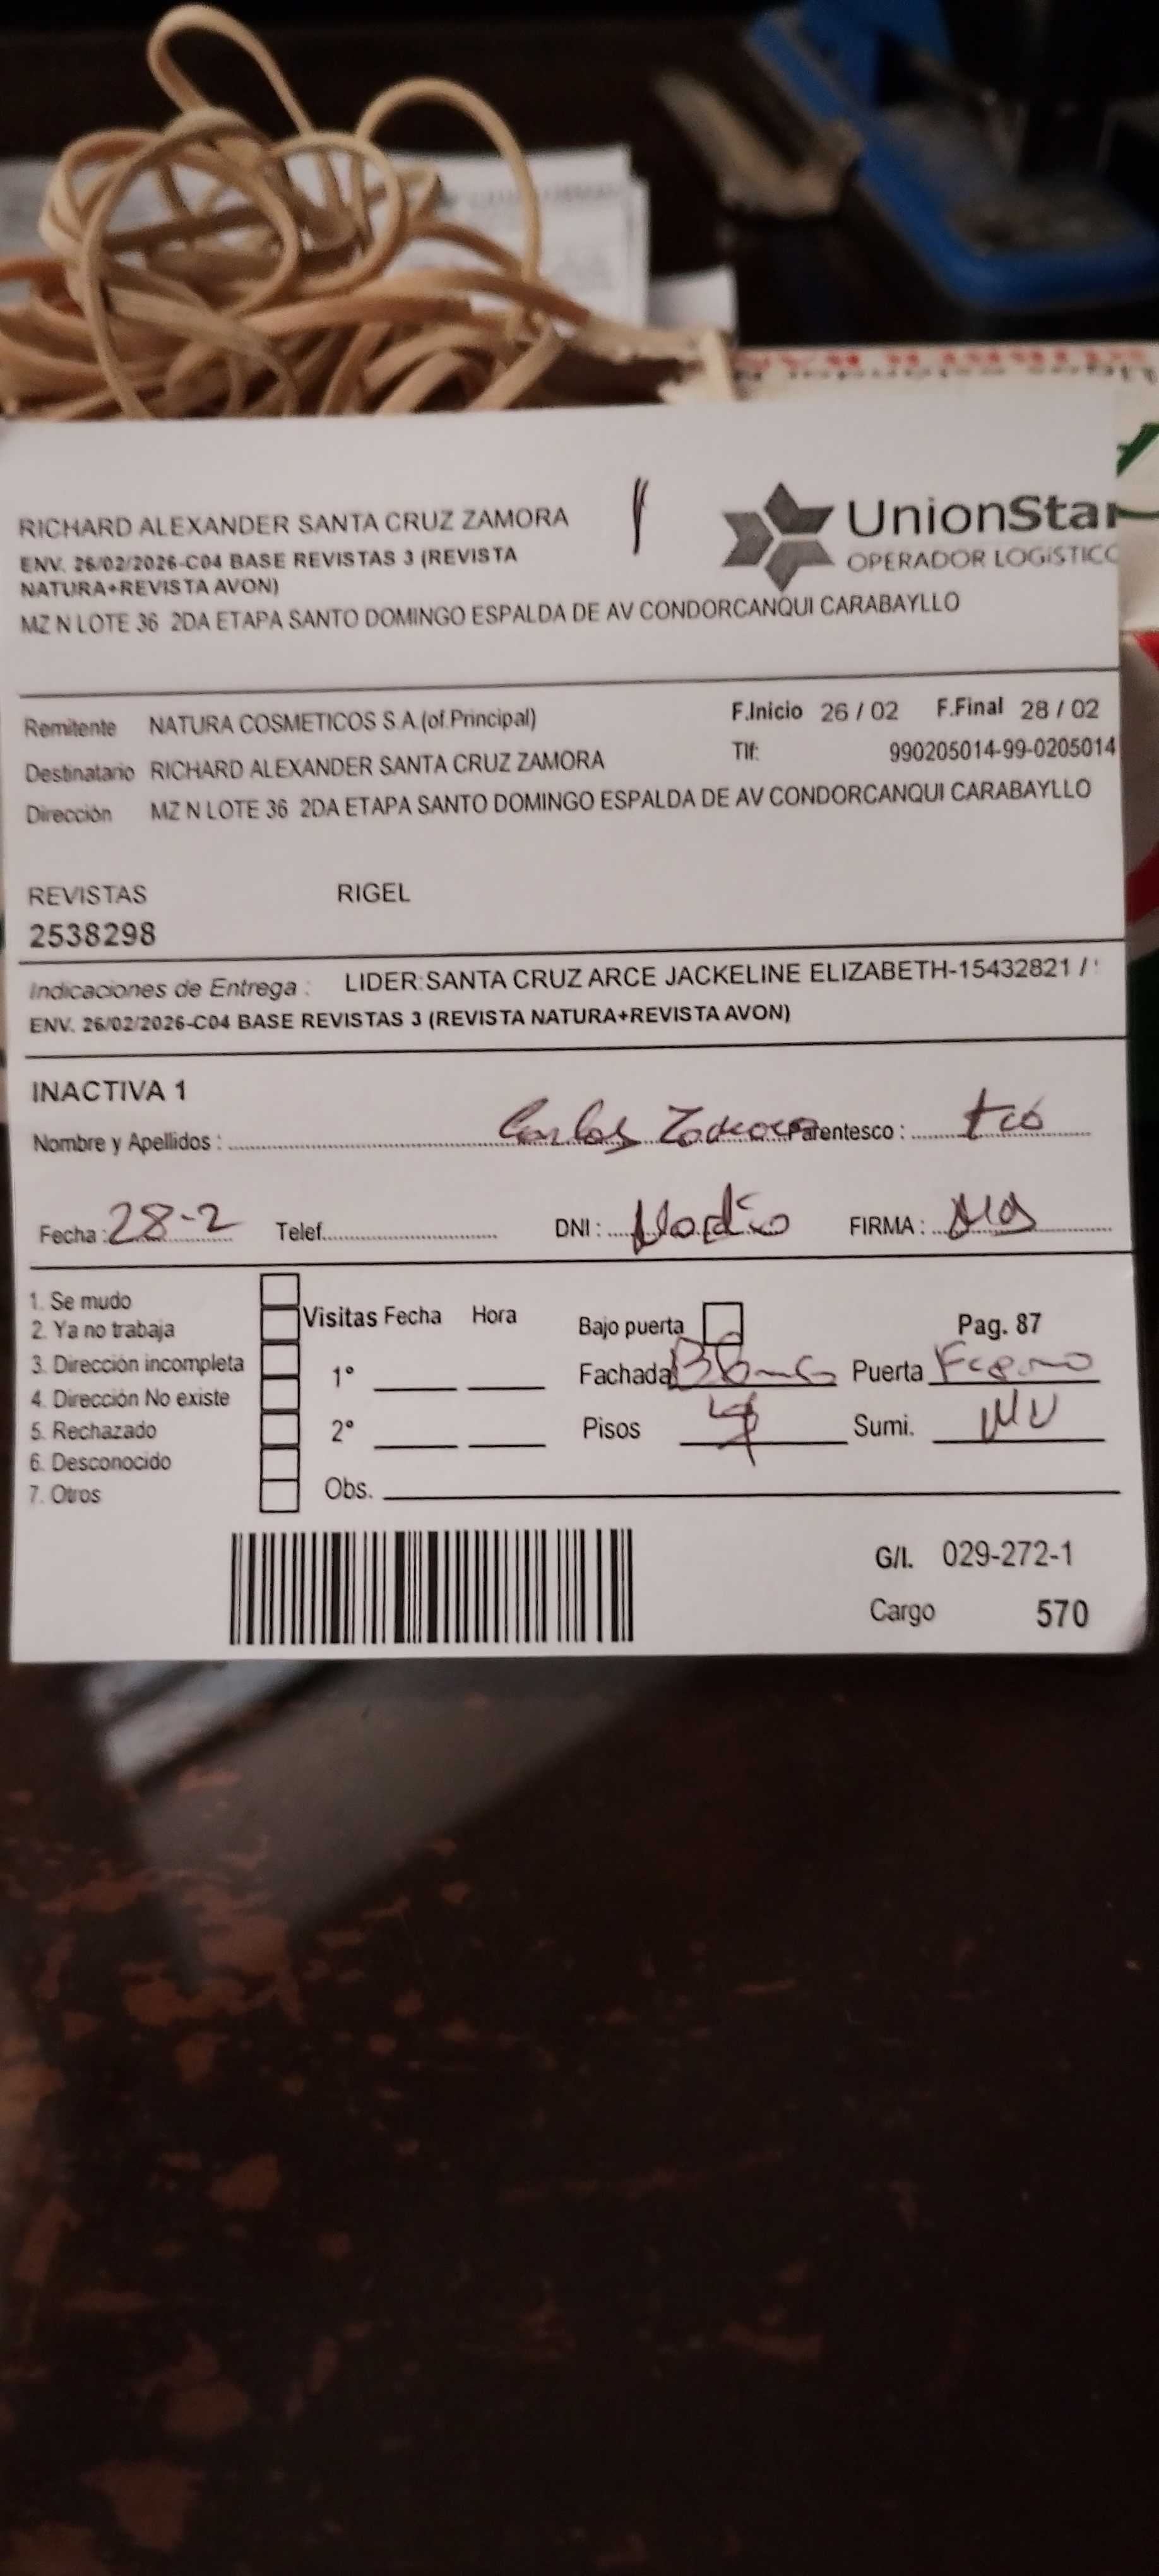 RICHARD ALEXANDER SANTA CRUZ ZAMORA
ENV. 26/02/2026-C04 BASE REVISTAS 3 (REVISTA
NATURA+REVISTA AVON)
MZ N LOTE 36 2DA ETAPA SANTO DOMINGO ESPALDA DE AV CONDORCANQUI CARABAYLLO
UnionStar
OPERADOR LOGÍSTICO
Remitente NATURA COSMETICOS S.A.(of.Principal) F.Inicio 26 / 02 F.Final 28 / 02
Destinatario RICHARD ALEXANDER SANTA CRUZ ZAMORA Tlf: 990205014-99-0205014
Dirección MZ N LOTE 36 2DA ETAPA SANTO DOMINGO ESPALDA DE AV CONDORCANQUI CARABAYLLO
REVISTAS RIGEL
2538298
Indicaciones de Entrega : LIDER:SANTA CRUZ ARCE JACKELINE ELIZABETH-15432821 /
ENV. 26/02/2026-C04 BASE REVISTAS 3 (REVISTA NATURA+REVISTA AVON)
INACTIVA 1
Nombre y Apellidos : Carlos Zamora Parentesco : tío
Fecha : 28-2 Telef. DNI : FIRMA :
1. Se mudo
2. Ya no trabaja
3. Dirección incompleta
4. Dirección No existe
5. Rechazado
6. Desconocido
7. Otros
Visitas Fecha Hora
1°
2°
Obs.
Bajo puerta Pag. 87
Fachada Puerta
Pisos Sumi.
G/I. 029-272-1
Cargo 570